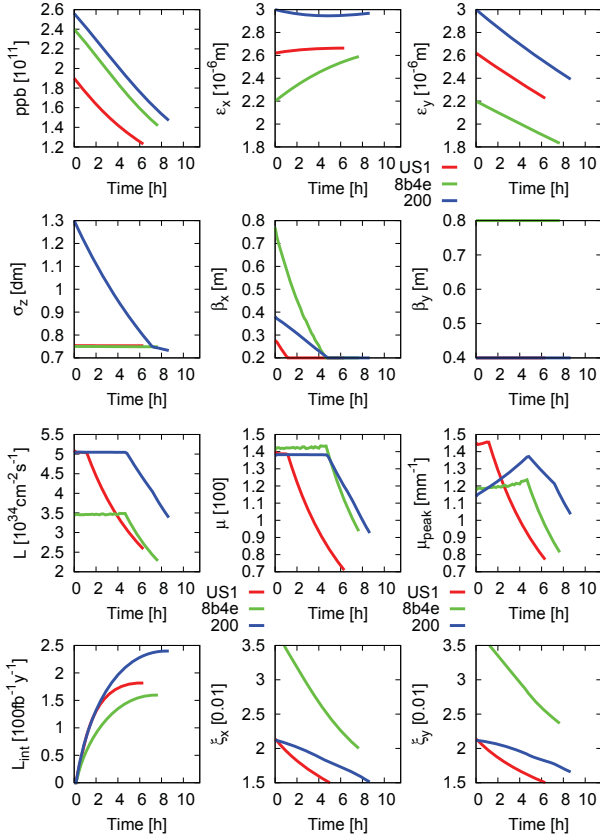 ppb [10¹¹]
2.6
2.4
2.2
2
1.8
1.6
1.4
1.2
0 2 4 6 8 10
Time [h]
εₓ [10⁻⁶m]
3
2.8
2.6
2.4
2.2
2
1.8
0 2 4 6 8 10
Time [h]
ε_y [10⁻⁶m]
3
2.8
2.6
2.4
2.2
2
1.8
0 2 4 6 8 10
Time [h]
US1
8b4e
200
σ_z [dm]
1.3
1.2
1.1
1
0.9
0.8
0.7
0 2 4 6 8 10
Time [h]
βₓ [m]
0.8
0.7
0.6
0.5
0.4
0.3
0.2
0 2 4 6 8 10
Time [h]
β_y [m]
0.8
0.7
0.6
0.5
0.4
0 2 4 6 8 10
Time [h]
L [10³⁴cm-2s-1]
5.5
5
4.5
4
3.5
3
2.5
2
0 2 4 6 8 10
Time [h]
μ [100]
1.5
1.4
1.3
1.2
1.1
1
0.9
0.8
0.7
0 2 4 6 8 10
Time [h]
μ_peak [mm⁻¹]
1.5
1.4
1.3
1.2
1.1
1
0.9
0.8
0.7
0 2 4 6 8 10
Time [h]
US1
8b4e
200
US1
8b4e
200
L_int [100fb⁻¹y⁻¹]
2.5
2
1.5
1
0.5
0
0 2 4 6 8 10
Time [h]
ξₓ [0.01]
3.5
3
2.5
2
1.5
0 2 4 6 8 10
Time [h]
ξ_y [0.01]
3.5
3
2.5
2
1.5
0 2 4 6 8 10
Time [h]